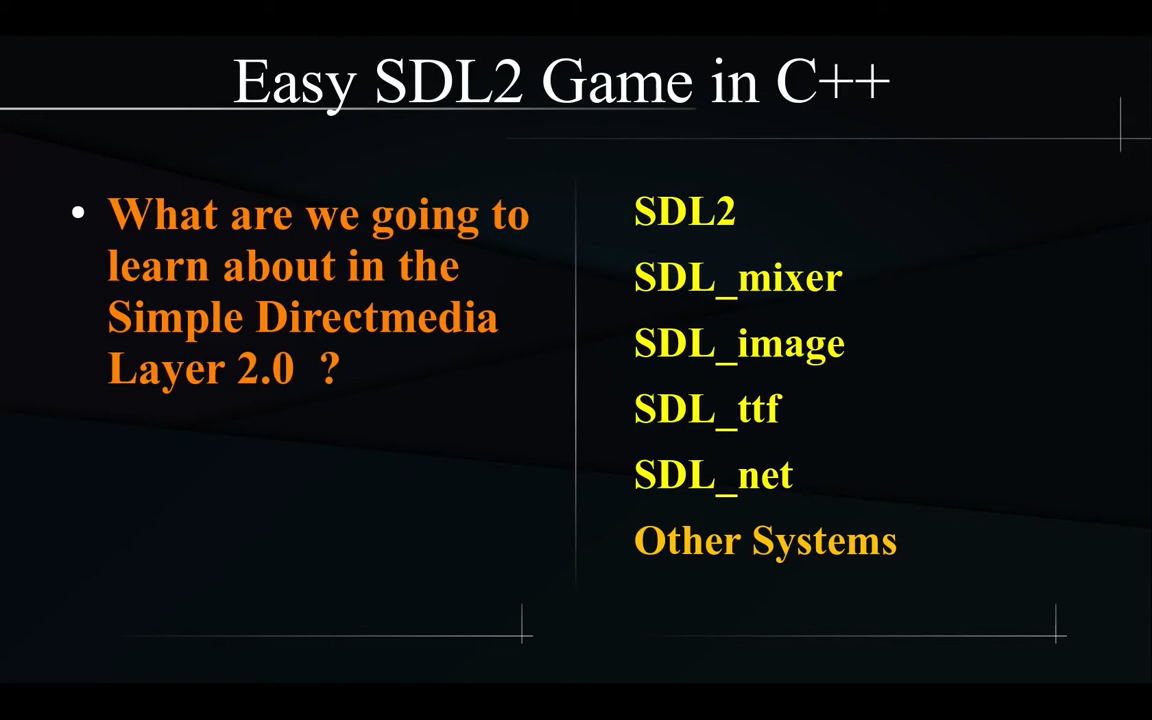 Easy SDL2 Game in C++
• What are we going to
learn about in the
Simple Directmedia
Layer 2.0 ?
SDL2
SDL_mixer
SDL_image
SDL_ttf
SDL_net
Other Systems